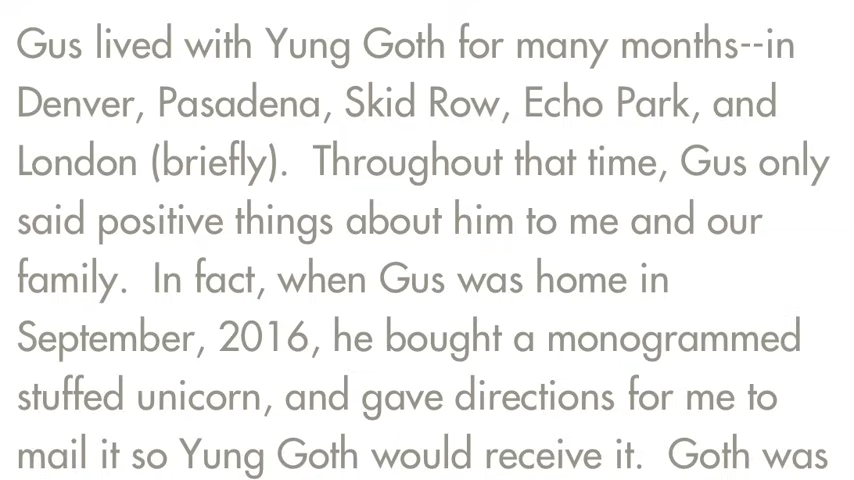 Gus lived with Yung Goth for many months--in
Denver, Pasadena, Skid Row, Echo Park, and
London (briefly).  Throughout that time, Gus only
said positive things about him to me and our
family.  In fact, when Gus was home in
September, 2016, he bought a monogrammed
stuffed unicorn, and gave directions for me to
mail it so Yung Goth would receive it.  Goth was